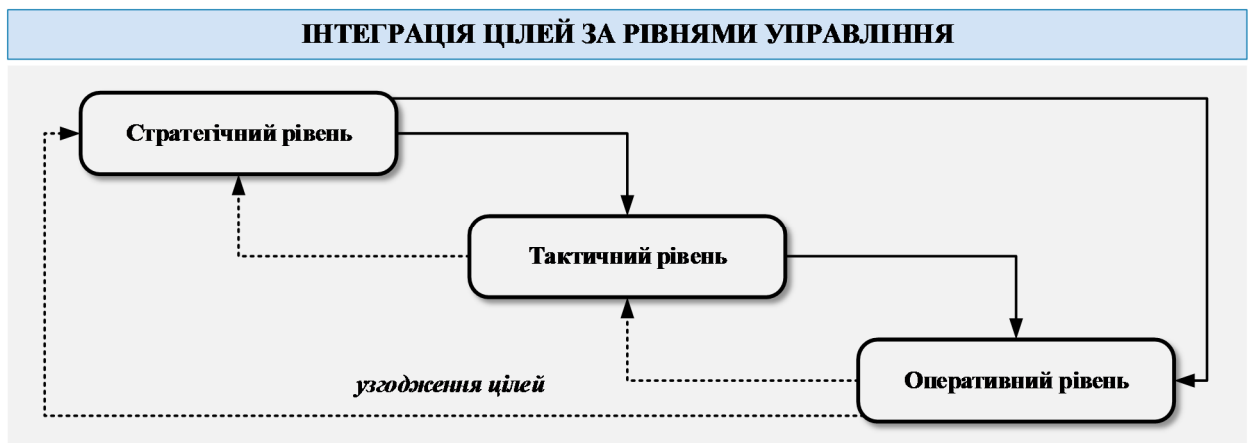 ІНТЕГРАЦІЯ ЦІЛЕЙ ЗА РІВНЯМИ УПРАВЛІННЯ
Стратегічний рівень
Тактичний рівень
Оперативний рівень
узгодження цілей